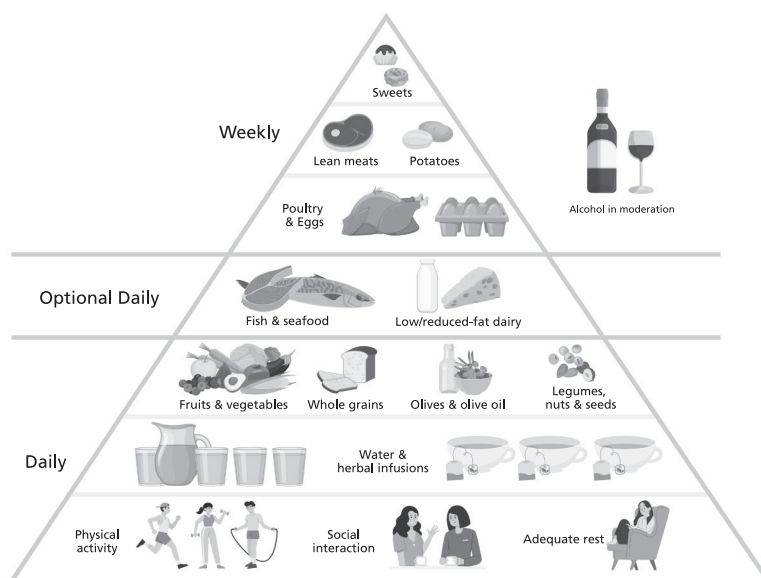 Sweets
Weekly
Lean meats
Potatoes
Poultry
& Eggs
Alcohol in moderation
Optional Daily
Fish & seafood
Low/reduced-fat dairy
Fruits & vegetables
Whole grains
Olives & olive oil
Legumes,
nuts & seeds
Daily
Water &
herbal infusions
Physical
activity
Social
interaction
Adequate rest